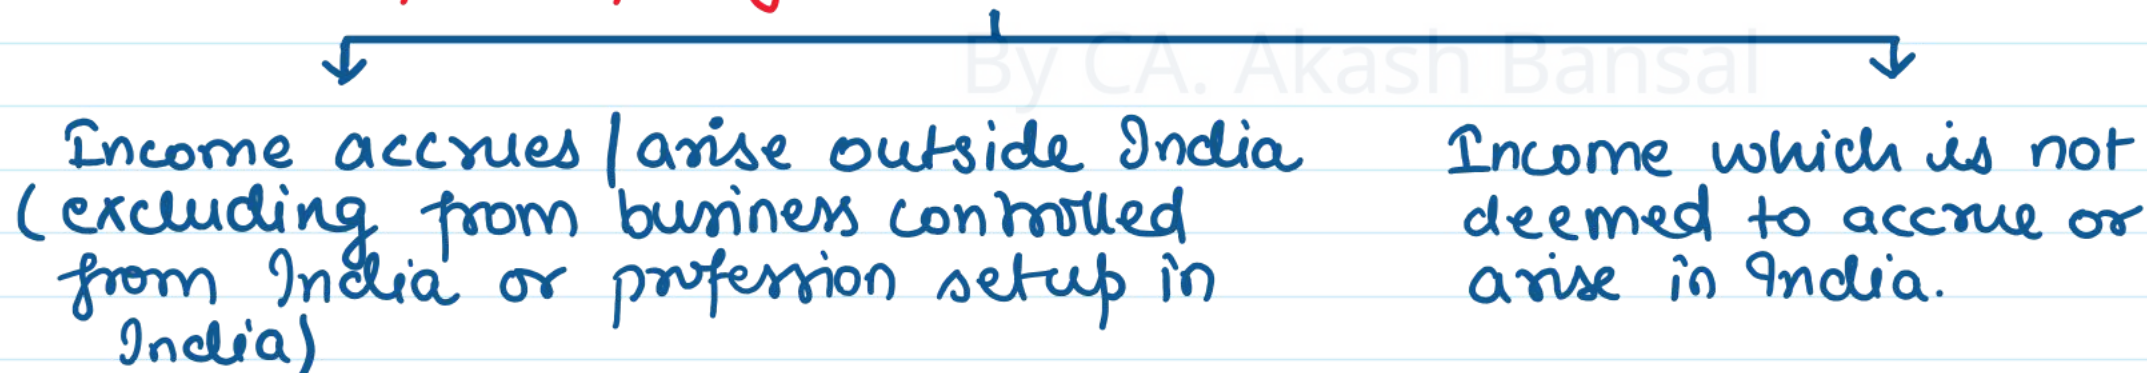 By CA. Akash Bansal
Income accrues / arise outside India
(excluding from business controlled
from India or profession setup in
India)
Income which is not
deemed to accrue or
arise in India.